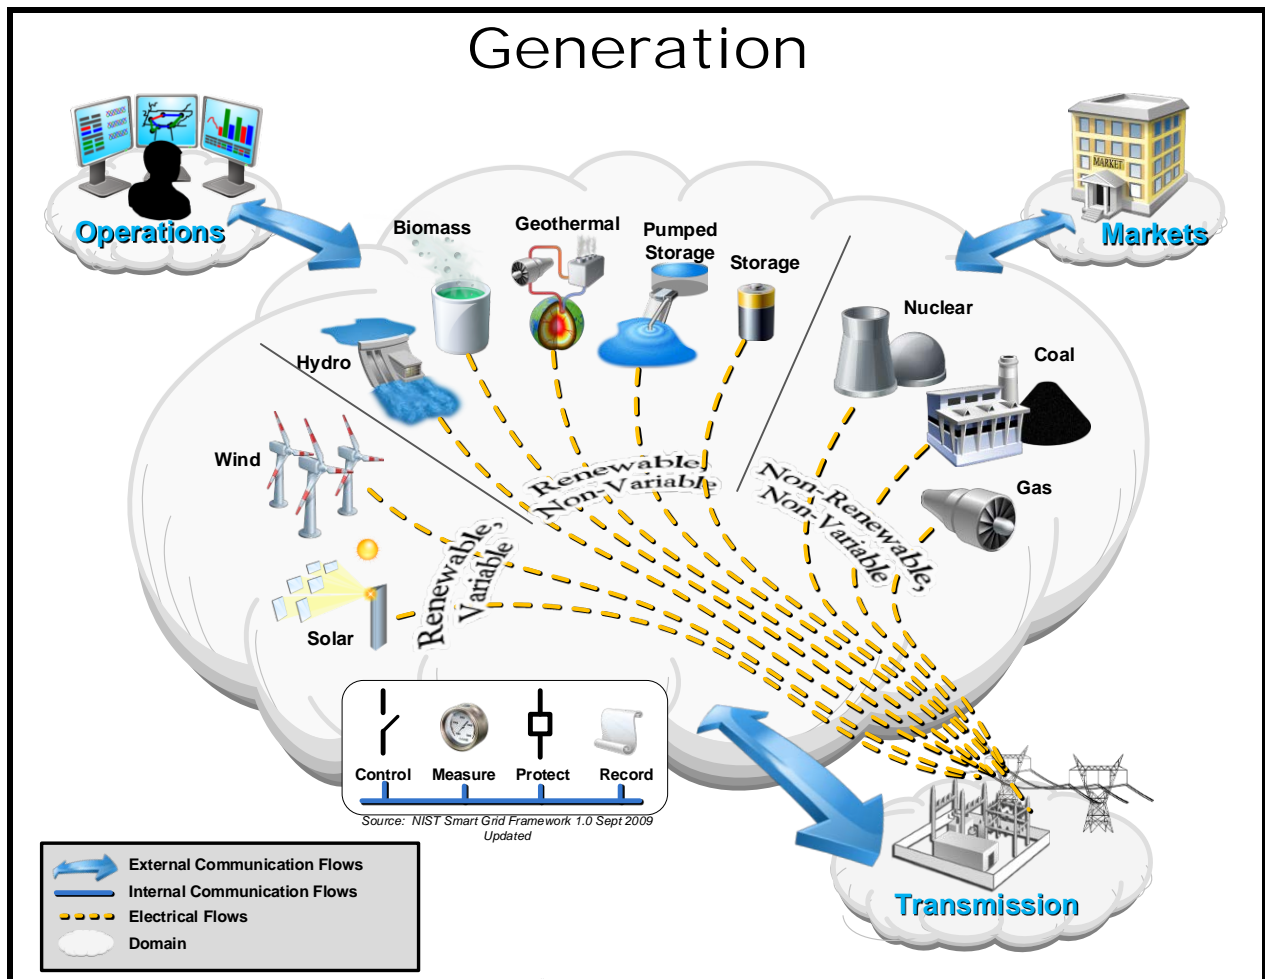 Generation
Operations
MARKET
Markets
Biomass
Geothermal
Pumped
Storage
Storage
Hydro
Nuclear
Coal
Gas
Wind
Solar
Renewable,
Variable
Renewable,
Non-Variable
Non-Renewable,
Non-Variable
Control
Measure
Protect
Record
Source: NIST Smart Grid Framework 1.0 Sept 2009
Updated
External Communication Flows
Internal Communication Flows
Electrical Flows
Domain
Transmission